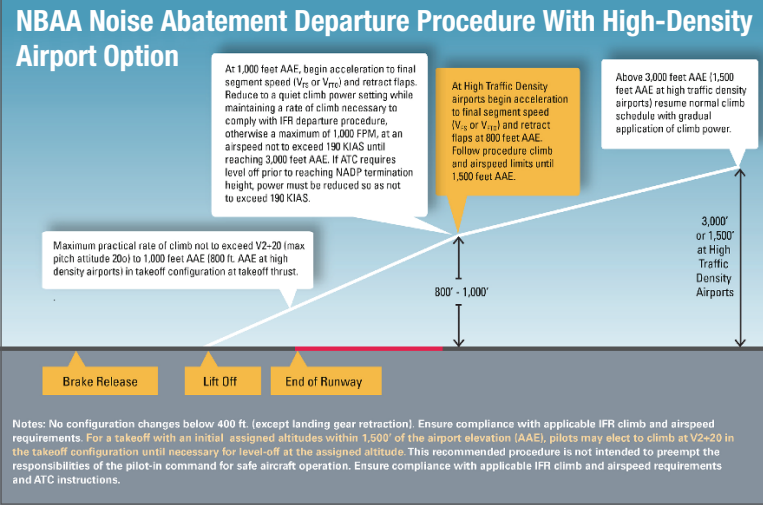 NBAA Noise Abatement Departure Procedure With High-Density
Airport Option
At 1,000 feet AAE, begin acceleration to final
segment speed (VFS or VFTO) and retract flaps.
Reduce to a quiet climb power setting while
maintaining a rate of climb necessary to
comply with IFR departure procedure,
otherwise a maximum of 1,000 FPM, at an
airspeed not to exceed 190 KIAS until
reaching 3,000 feet AAE. If ATC requires
level off prior to reaching NADP termination
height, power must be reduced so as not
to exceed 190 KIAS.
At High Traffic Density
airports begin acceleration
to final segment speed
(VFS or VFTO) and retract
flaps at 800 feet AAE.
Follow procedure climb
and airspeed limits until
1,500 feet AAE.
Above 3,000 feet AAE (1,500
feet AAE at high traffic density
airports) resume normal climb
schedule with gradual
application of climb power.
Maximum practical rate of climb not to exceed V2+20 (max
pitch attitude 20o) to 1,000 feet AAE (800 ft. AAE at high
density airports) in takeoff configuration at takeoff thrust.
.
800' - 1,000'
3,000'
or 1,500'
at High
Traffic
Density
Airports
Brake Release
Lift Off
End of Runway
Notes: No configuration changes below 400 ft. (except landing gear retraction). Ensure compliance with applicable IFR climb and airspeed
requirements. For a takeoff with an initial assigned altitudes within 1,500' of the airport elevation (AAE), pilots may elect to climb at V2+20 in
the takeoff configuration until necessary for level-off at the assigned altitude. This recommended procedure is not intended to preempt the
responsibilities of the pilot-in command for safe aircraft operation. Ensure compliance with applicable IFR climb and airspeed requirements
and ATC instructions.